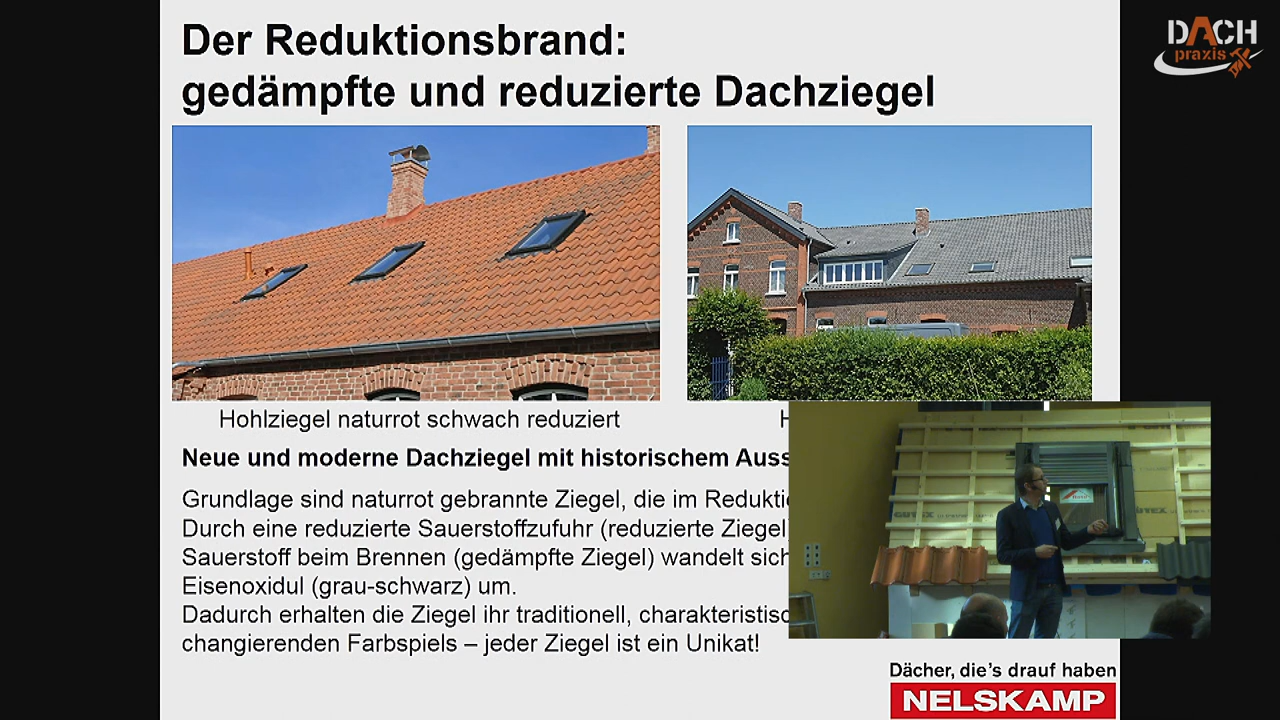 DACH
praxis
Der Reduktionsbrand:
gedämpfte und reduzierte Dachziegel
Hohlziegel naturrot schwach reduziert
Neue und moderne Dachziegel mit historischem
Grundlage sind naturrot gebrannte Ziegel, die im
Durch eine reduzierte Sauerstoffzufuhr (reduzierte Ziegel)
Sauerstoff beim Brennen (gedämpfte Ziegel) wandelt sich
Eisenoxidul (grau-schwarz) um.
Dadurch erhalten die Ziegel ihr traditionell,
changierenden Farbspiels – jeder Ziegel ist ein Unikat!
GUTEX
GUTEX
Dächer, die's drauf haben
NELSKAMP